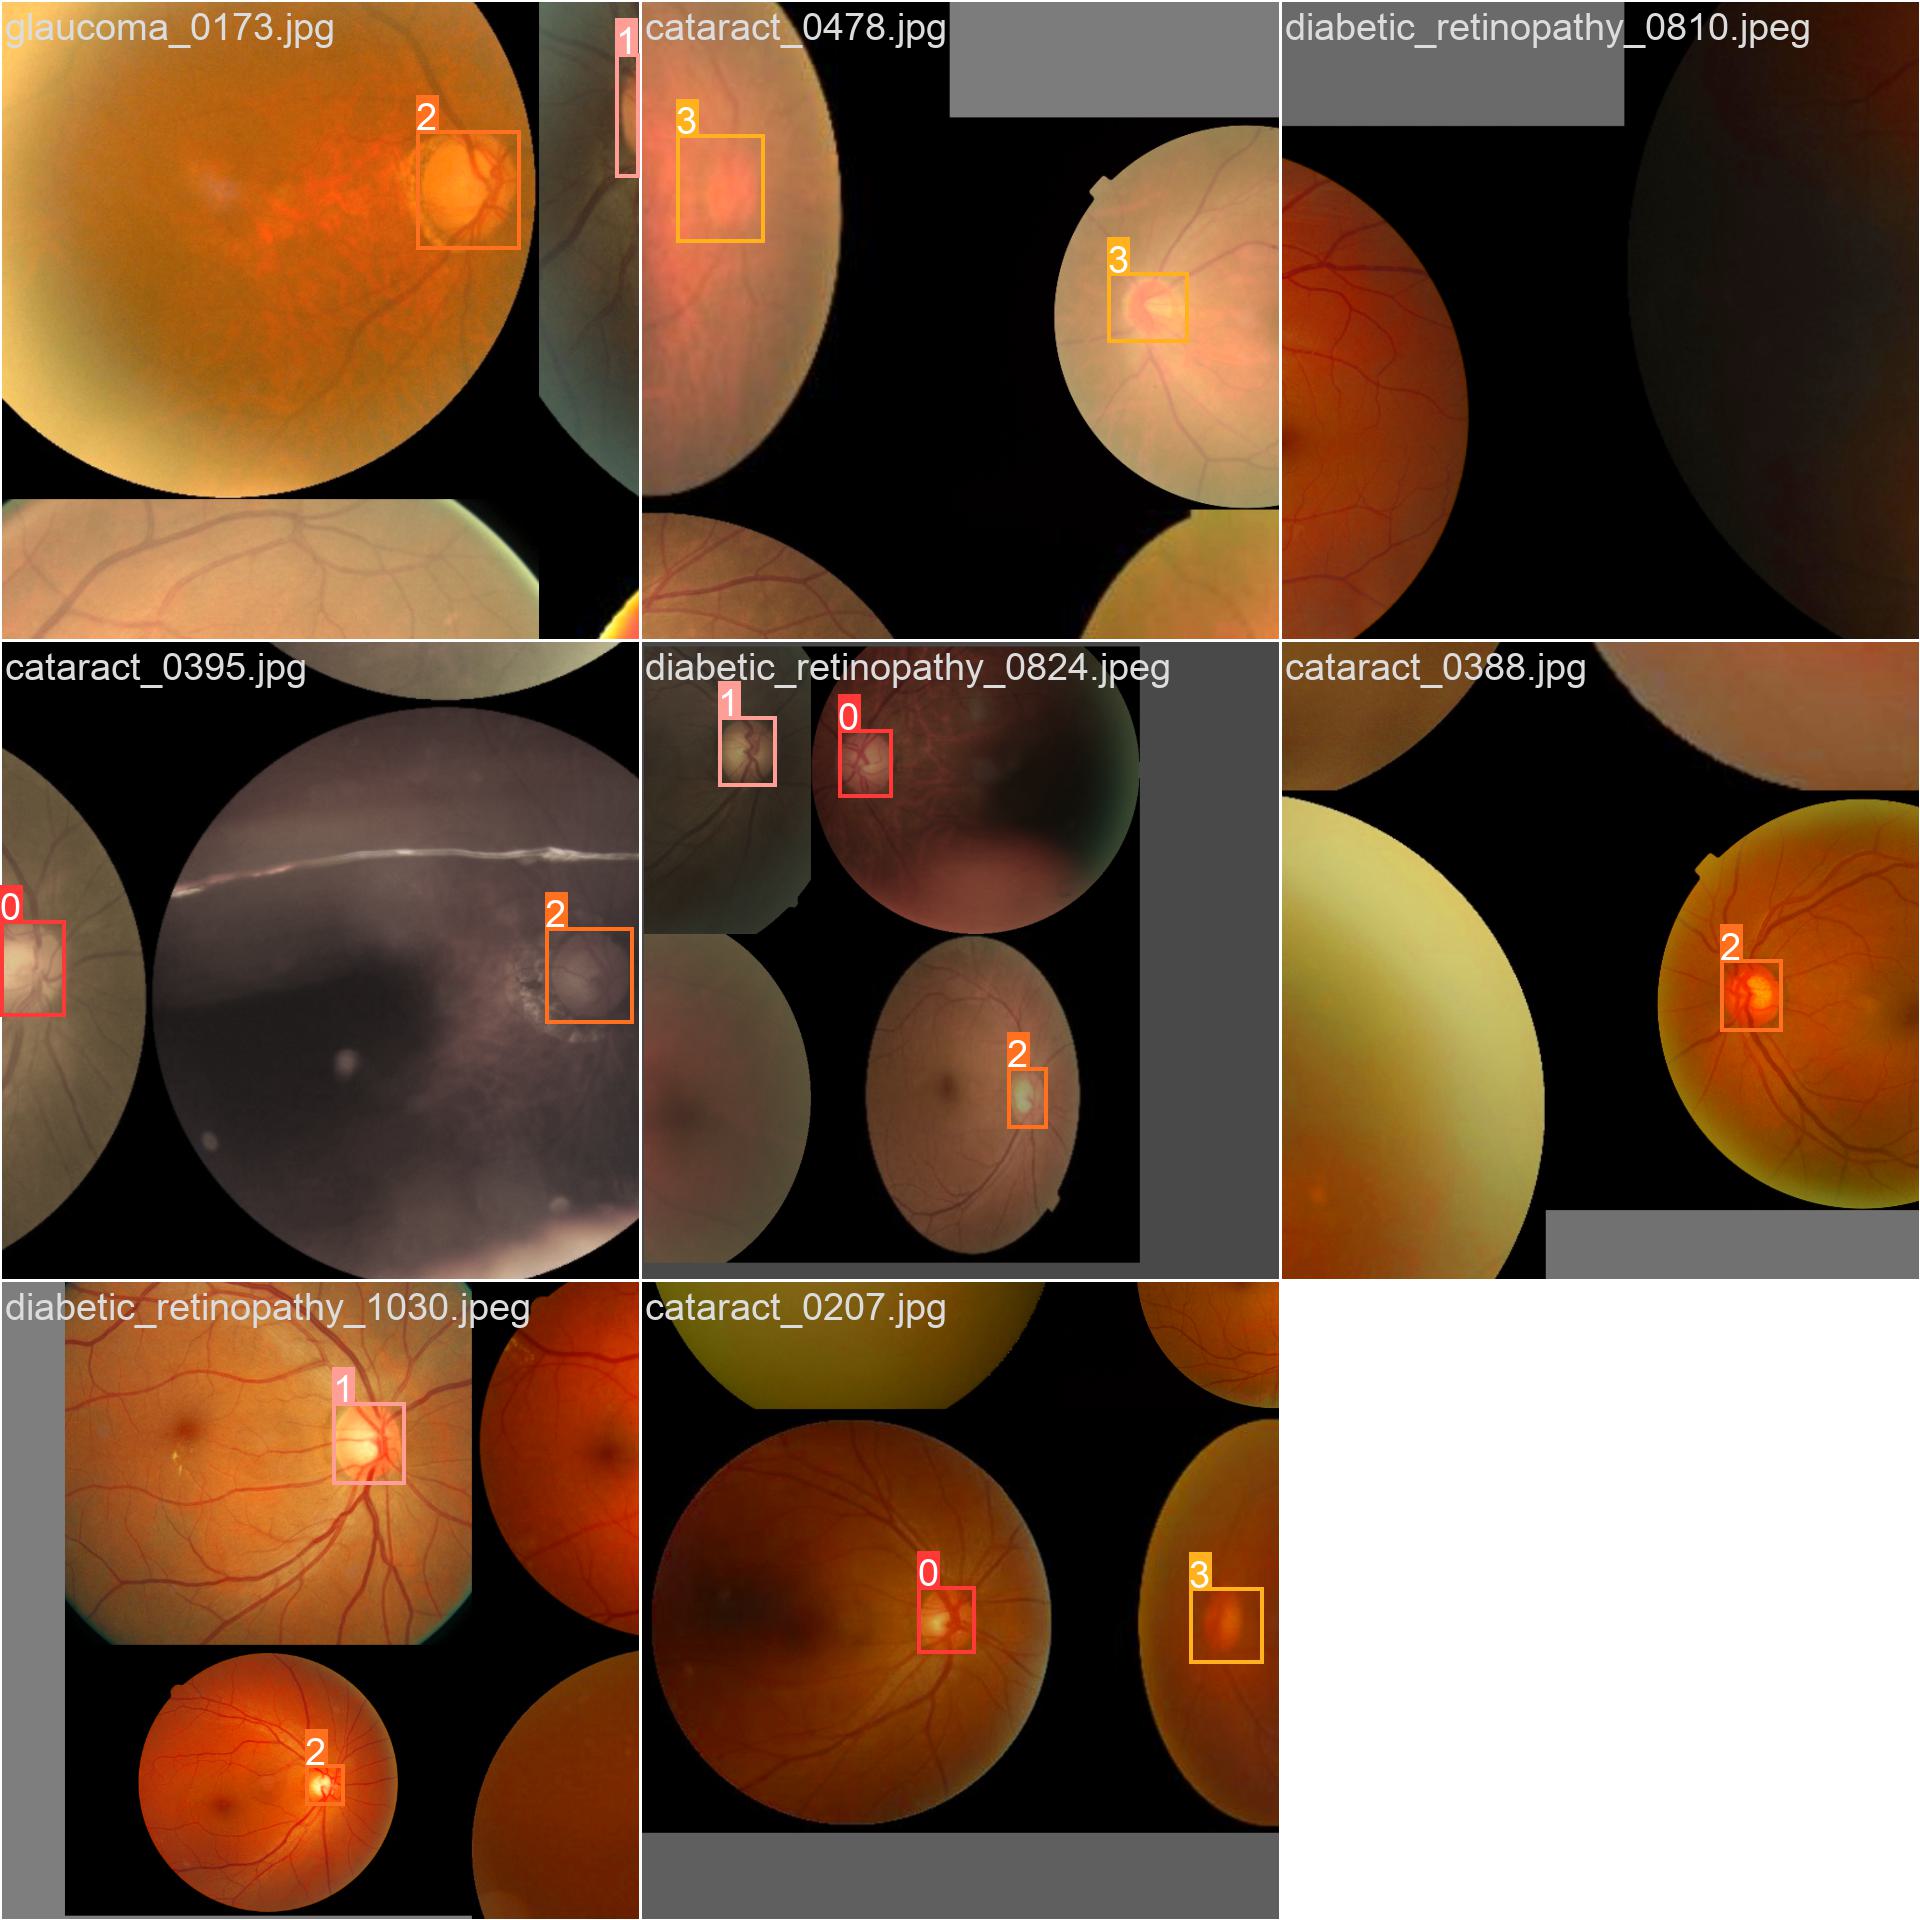 glaucoma_0173.jpg
1
2
cataract_0478.jpg
3
3
diabetic_retinopathy_0810.jpeg
cataract_0395.jpg
0
2
diabetic_retinopathy_0824.jpeg
1
0
2
cataract_0388.jpg
2
diabetic_retinopathy_1030.jpeg
1
2
cataract_0207.jpg
0
3